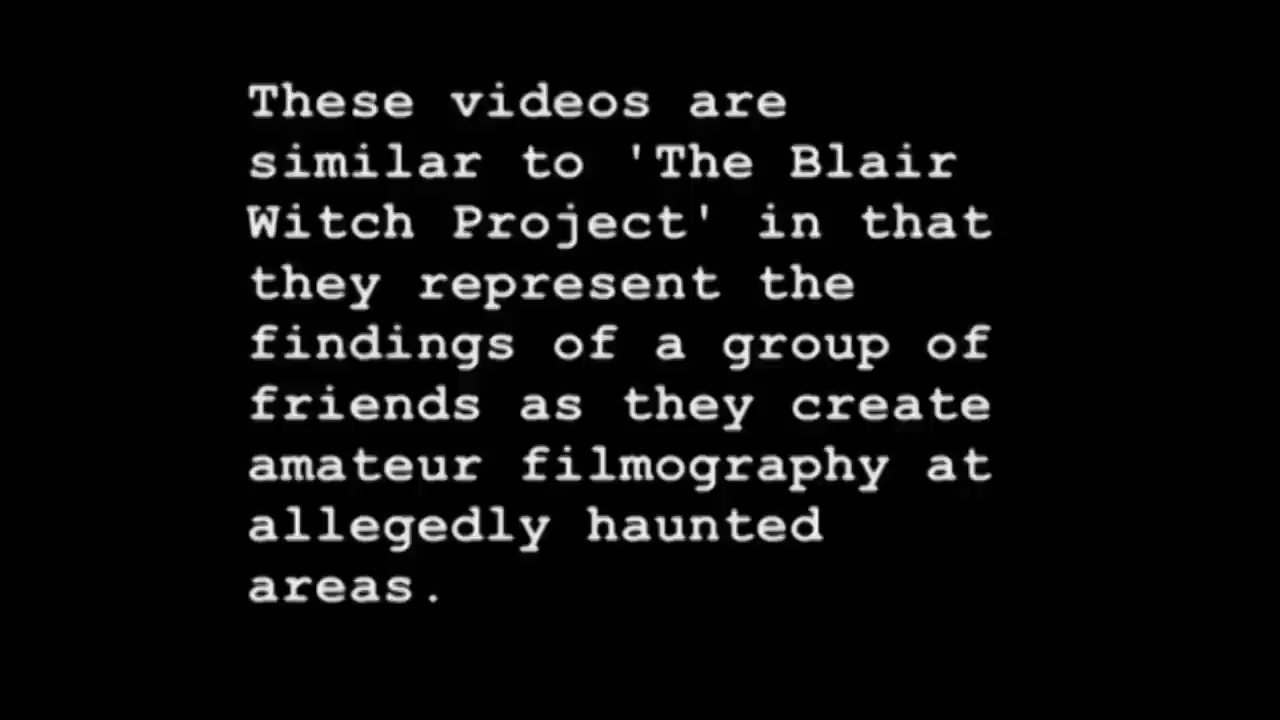 These videos are
similar to 'The Blair
Witch Project' in that
they represent the
findings of a group of
friends as they create
amateur filmography at
allegedly haunted
areas.